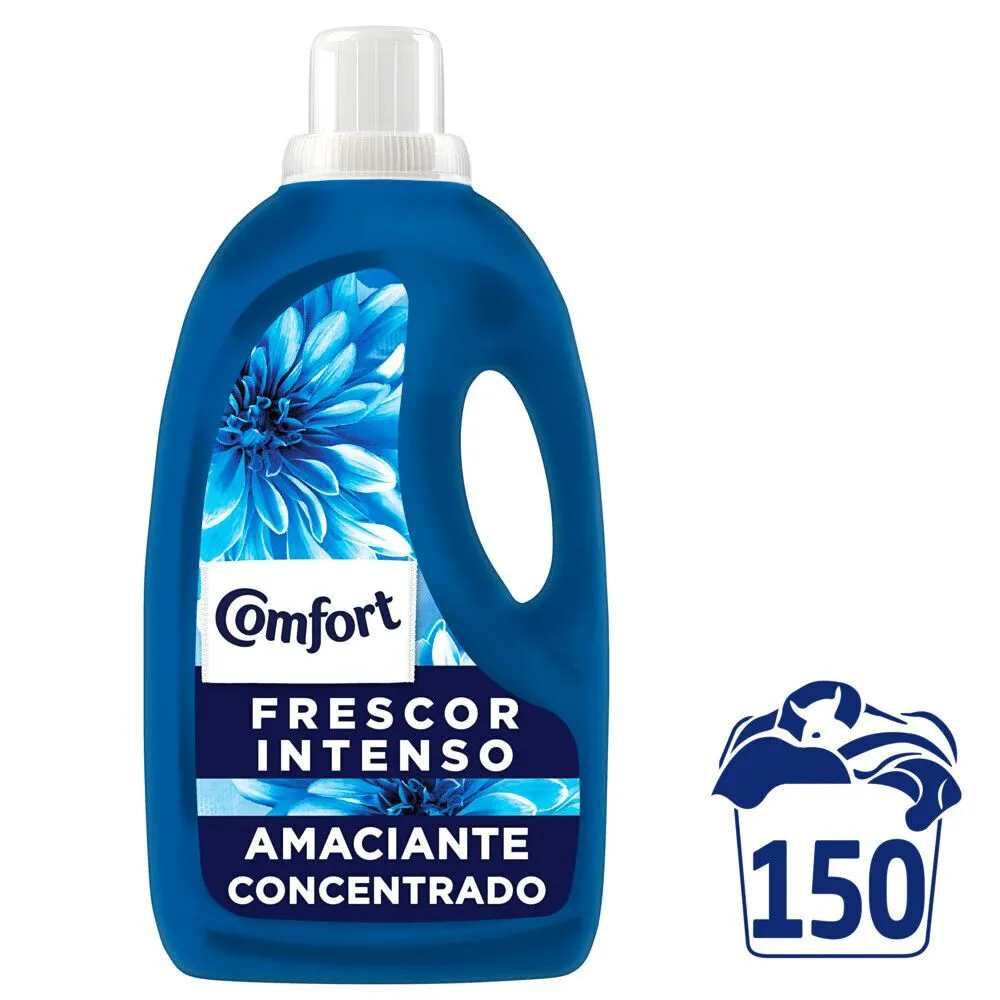 Comfort
FRESCOR
INTENSO
AMACIANTE
CONCENTRADO
150